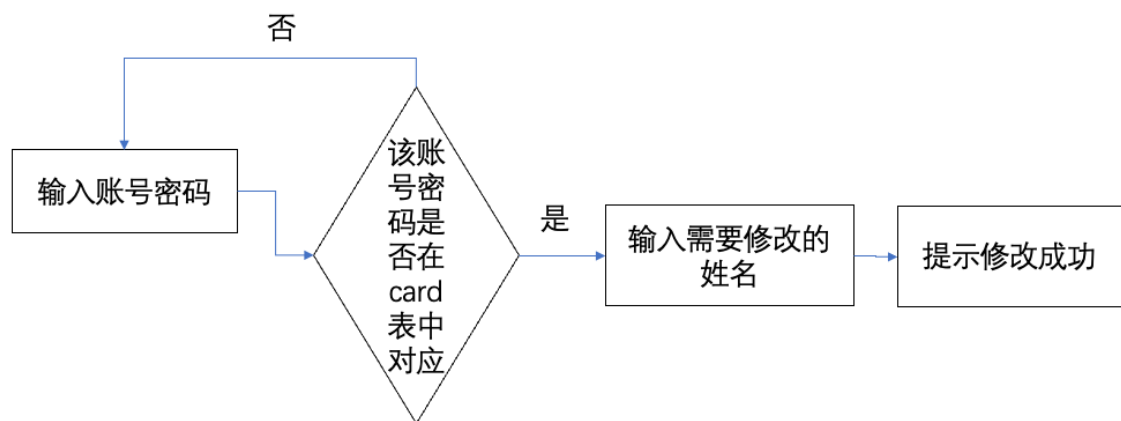 否
输入账号密码
该账
号密
码是
否在
card
表中
对应
是
输入需要修改的
姓名
提示修改成功